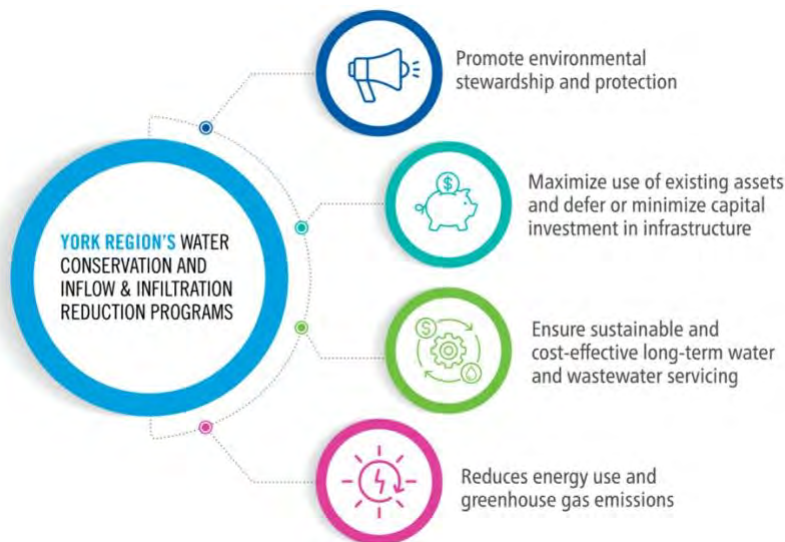 Promote environmental
stewardship and protection
Maximize use of existing assets
and defer or minimize capital
investment in infrastructure
YORK REGION'S WATER
CONSERVATION AND
INFLOW & INFILTRATION
REDUCTION PROGRAMS
Ensure sustainable and
cost-effective long-term water
and wastewater servicing
Reduces energy use and
greenhouse gas emissions